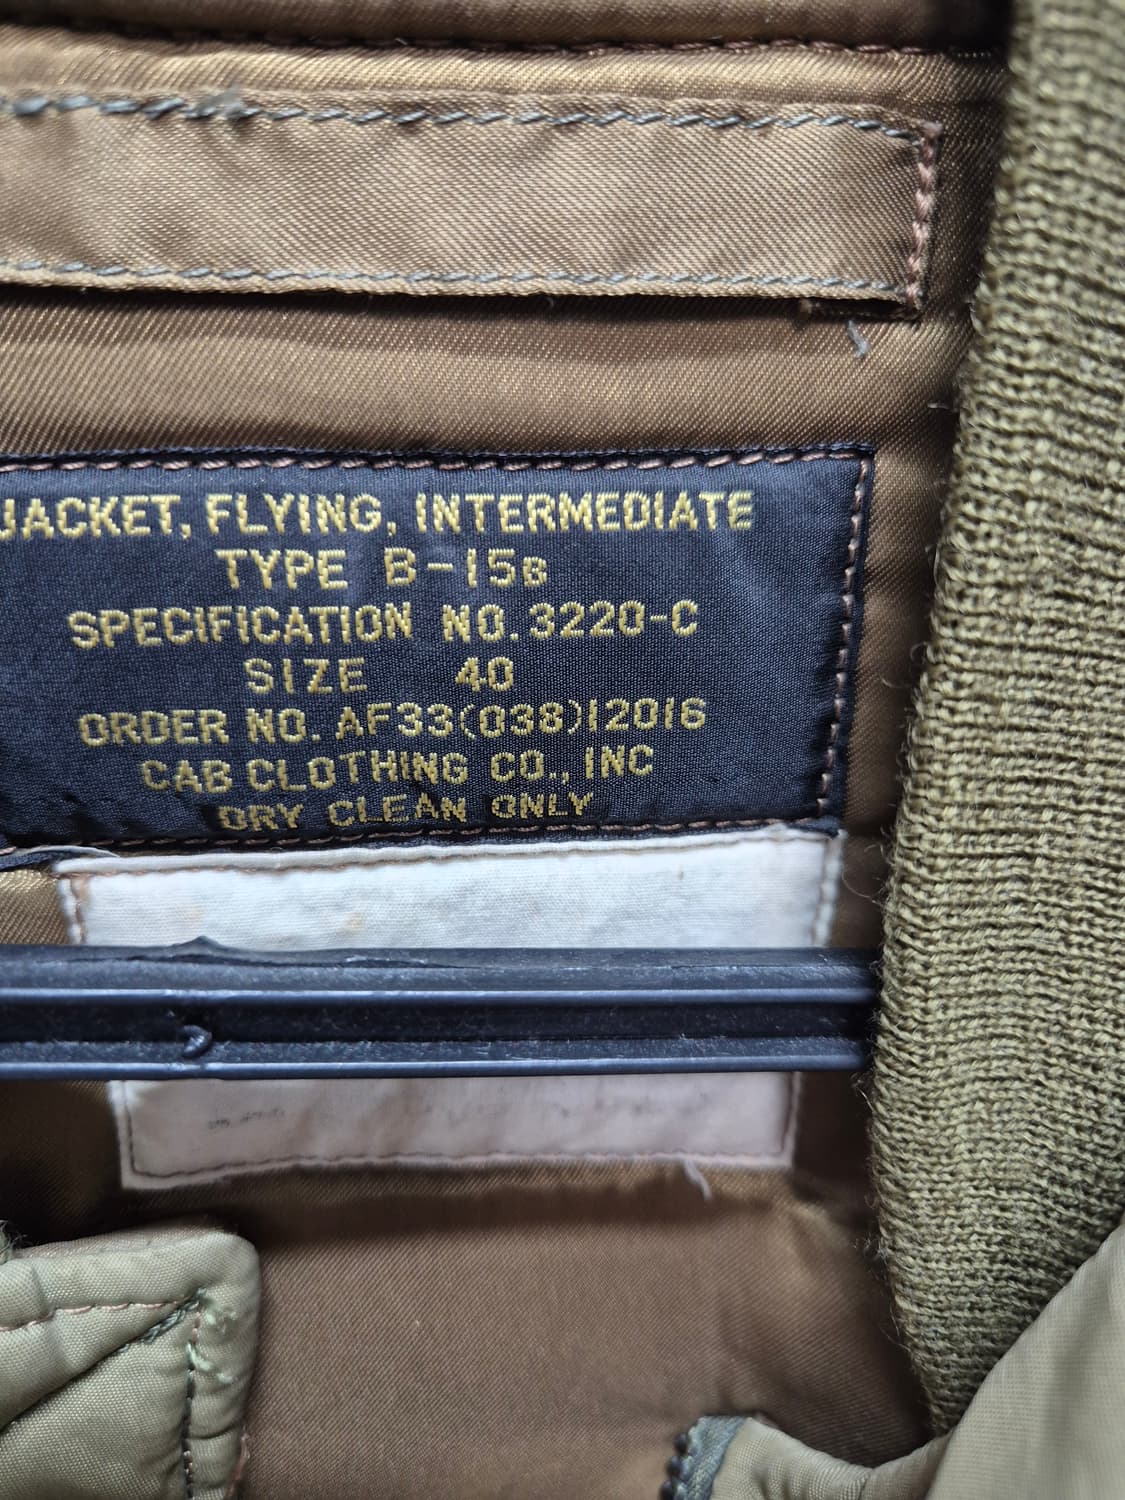 JACKET, FLYING, INTERMEDIATE
TYPE B-15B
SPECIFICATION NO. 3220-C
SIZE 40
ORDER NO. AF33(038)12016
CAB CLOTHING CO., INC
DRY CLEAN ONLY